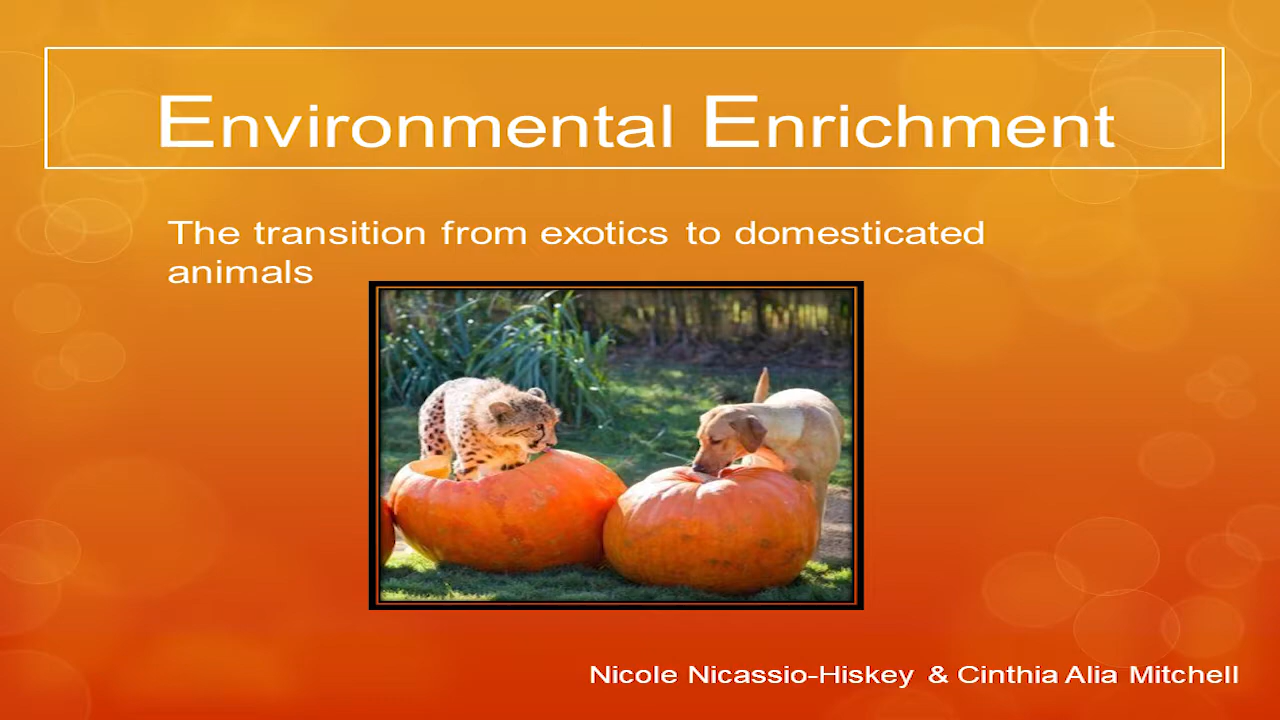 Environmental Enrichment
The transition from exotics to domesticated
animals
Nicole Nicassio-Hiskey & Cinthia Alia Mitchell